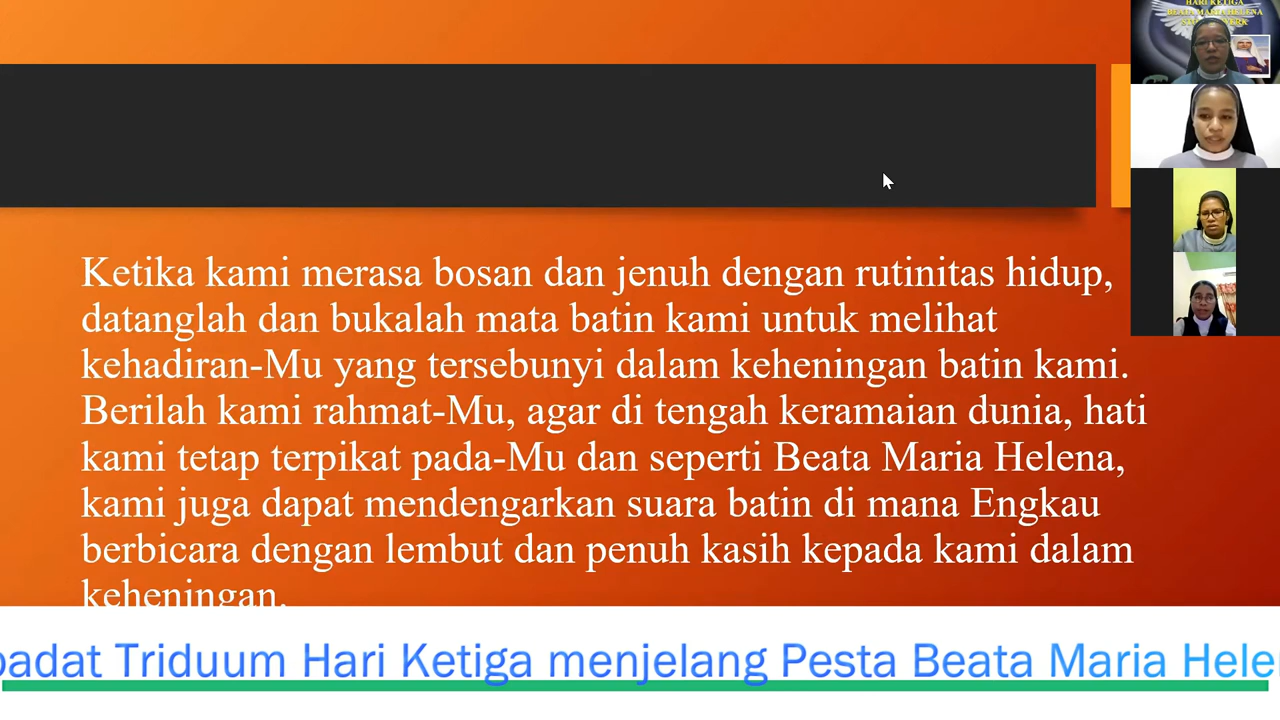 HARI KETIGA
BEATA MARIA HELENA
Ketika kami merasa bosan dan jenuh dengan rutinitas hidup,
datanglah dan bukalah mata batin kami untuk melihat
kehadiran-Mu yang tersebunyi dalam keheningan batin kami.
Berilah kami rahmat-Mu, agar di tengah keramaian dunia, hati
kami tetap terpikat pada-Mu dan seperti Beata Maria Helena,
kami juga dapat mendengarkan suara batin di mana Engkau
berbicara dengan lembut dan penuh kasih kepada kami dalam
keheningan.
padat Triduum Hari Ketiga menjelang Pesta Beata Maria Hele